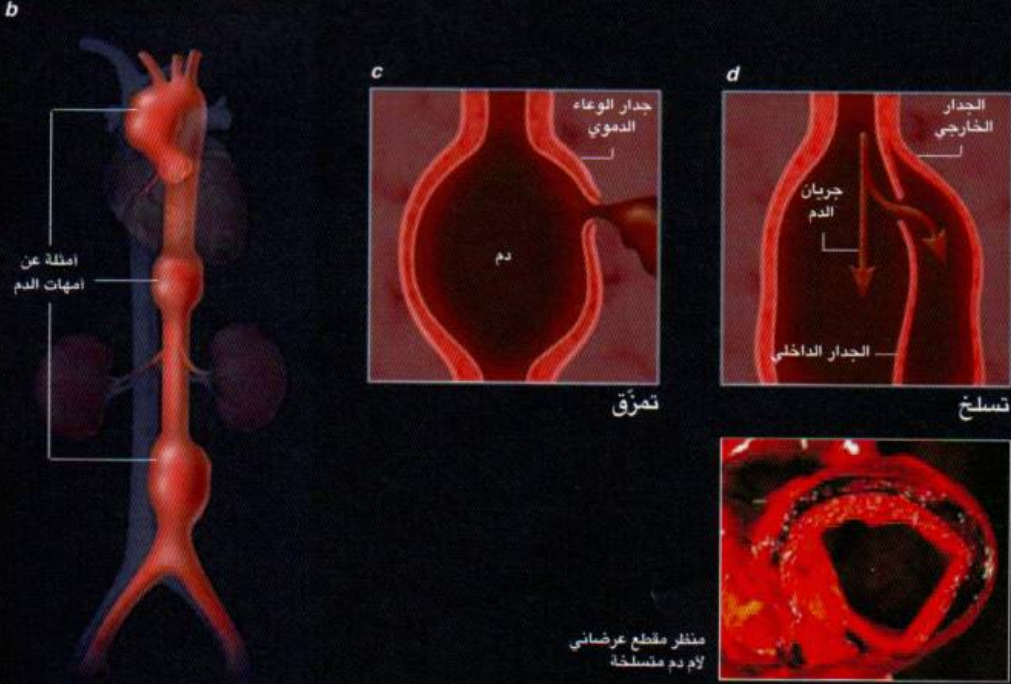 b
أمثلة عن
أمهات الدم
c
جدار الوعاء
الدموي
دم
تمزّق
d
الجدار
الخارجي
جريان
الدم
الجدار الداخلي
تسلخ
منظر مقطع عرضاني
لأم دم متسلخة